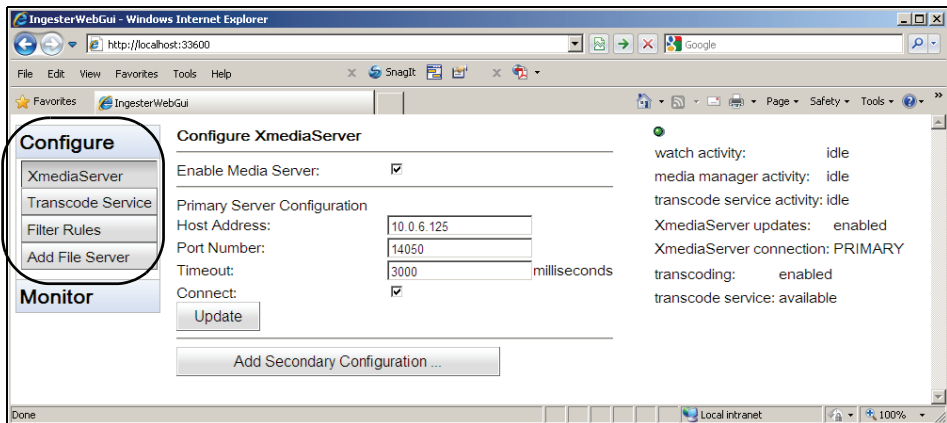 IngesterWebGui - Windows Internet Explorer
http://localhost:33600
Google
File Edit View Favorites Tools Help
SnagIt
Favorites
IngesterWebGui
Page Safety Tools
Configure
XmediaServer
Transcode Service
Filter Rules
Add File Server
Monitor
Configure XmediaServer
Enable Media Server:
Primary Server Configuration
Host Address: 10.0.6.125
Port Number: 14050
Timeout: 3000 milliseconds
Connect:
Update
Add Secondary Configuration ...
watch activity: idle
media manager activity: idle
transcode service activity: idle
XmediaServer updates: enabled
XmediaServer connection: PRIMARY
transcoding: enabled
transcode service: available
Done
Local intranet
100%